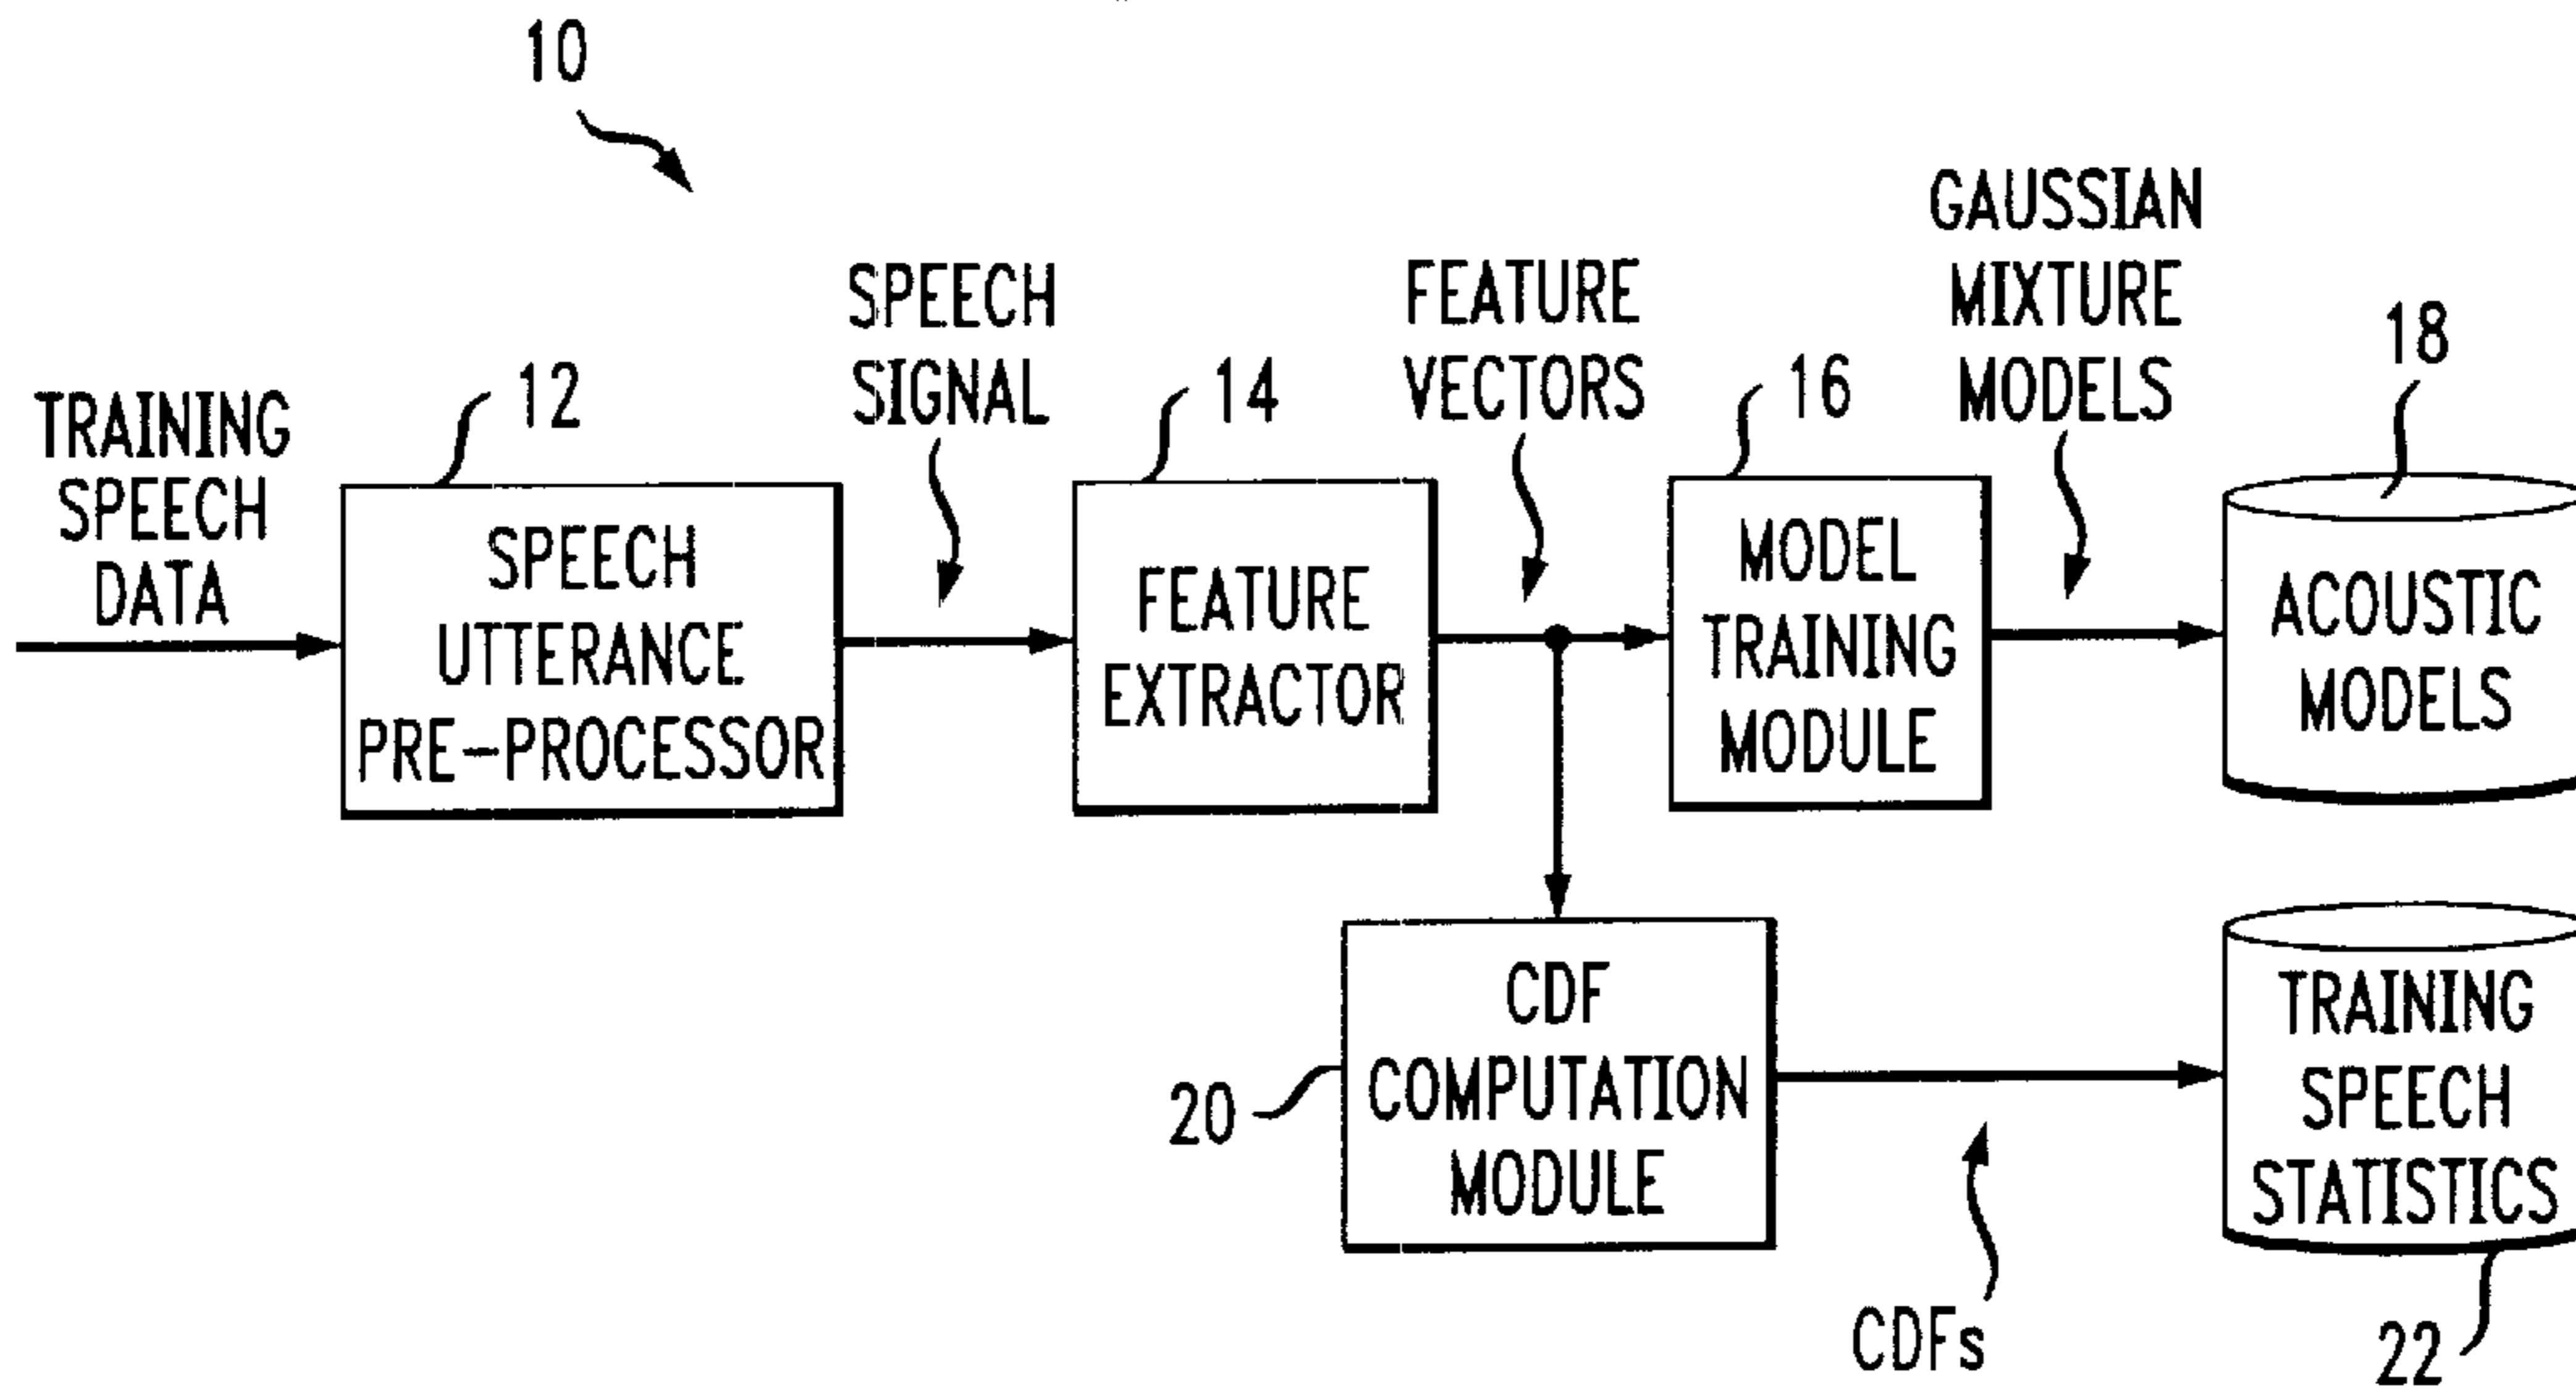 10
TRAINING
SPEECH
DATA
12
SPEECH
UTTERANCE
PRE-PROCESSOR
SPEECH
SIGNAL
14
FEATURE
EXTRACTOR
FEATURE
VECTORS
16
MODEL
TRAINING
MODULE
GAUSSIAN
MIXTURE
MODELS
18
ACOUSTIC
MODELS
20
CDF
COMPUTATION
MODULE
CDFs
TRAINING
SPEECH
STATISTICS
22